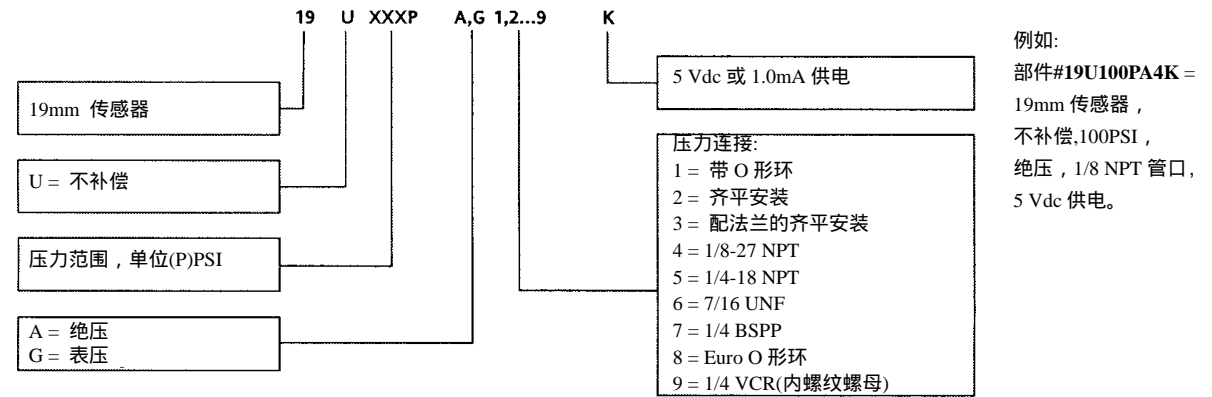 19 U XXXP A,G 1,2...9 K
19mm 传感器
U = 不补偿
压力范围，单位(P)PSI
A = 绝压
G = 表压
5 Vdc 或 1.0mA 供电
压力连接:
1 = 带 O 形环
2 = 齐平安装
3 = 配法兰的齐平安装
4 = 1/8-27 NPT
5 = 1/4-18 NPT
6 = 7/16 UNF
7 = 1/4 BSPP
8 = Euro O 形环
9 = 1/4 VCR(内螺纹螺母)
例如:
部件#19U100PA4K =
19mm 传感器，
不补偿,100PSI，
绝压，1/8 NPT 管口,
5 Vdc 供电。